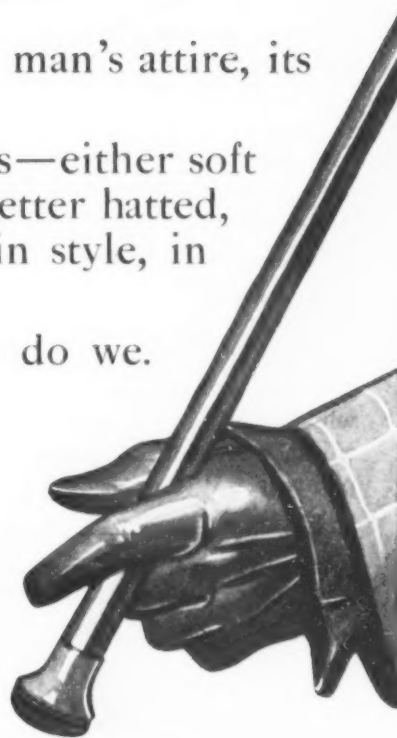 man's attire, its
s—either soft
etter hatted,
in style, in
do we.